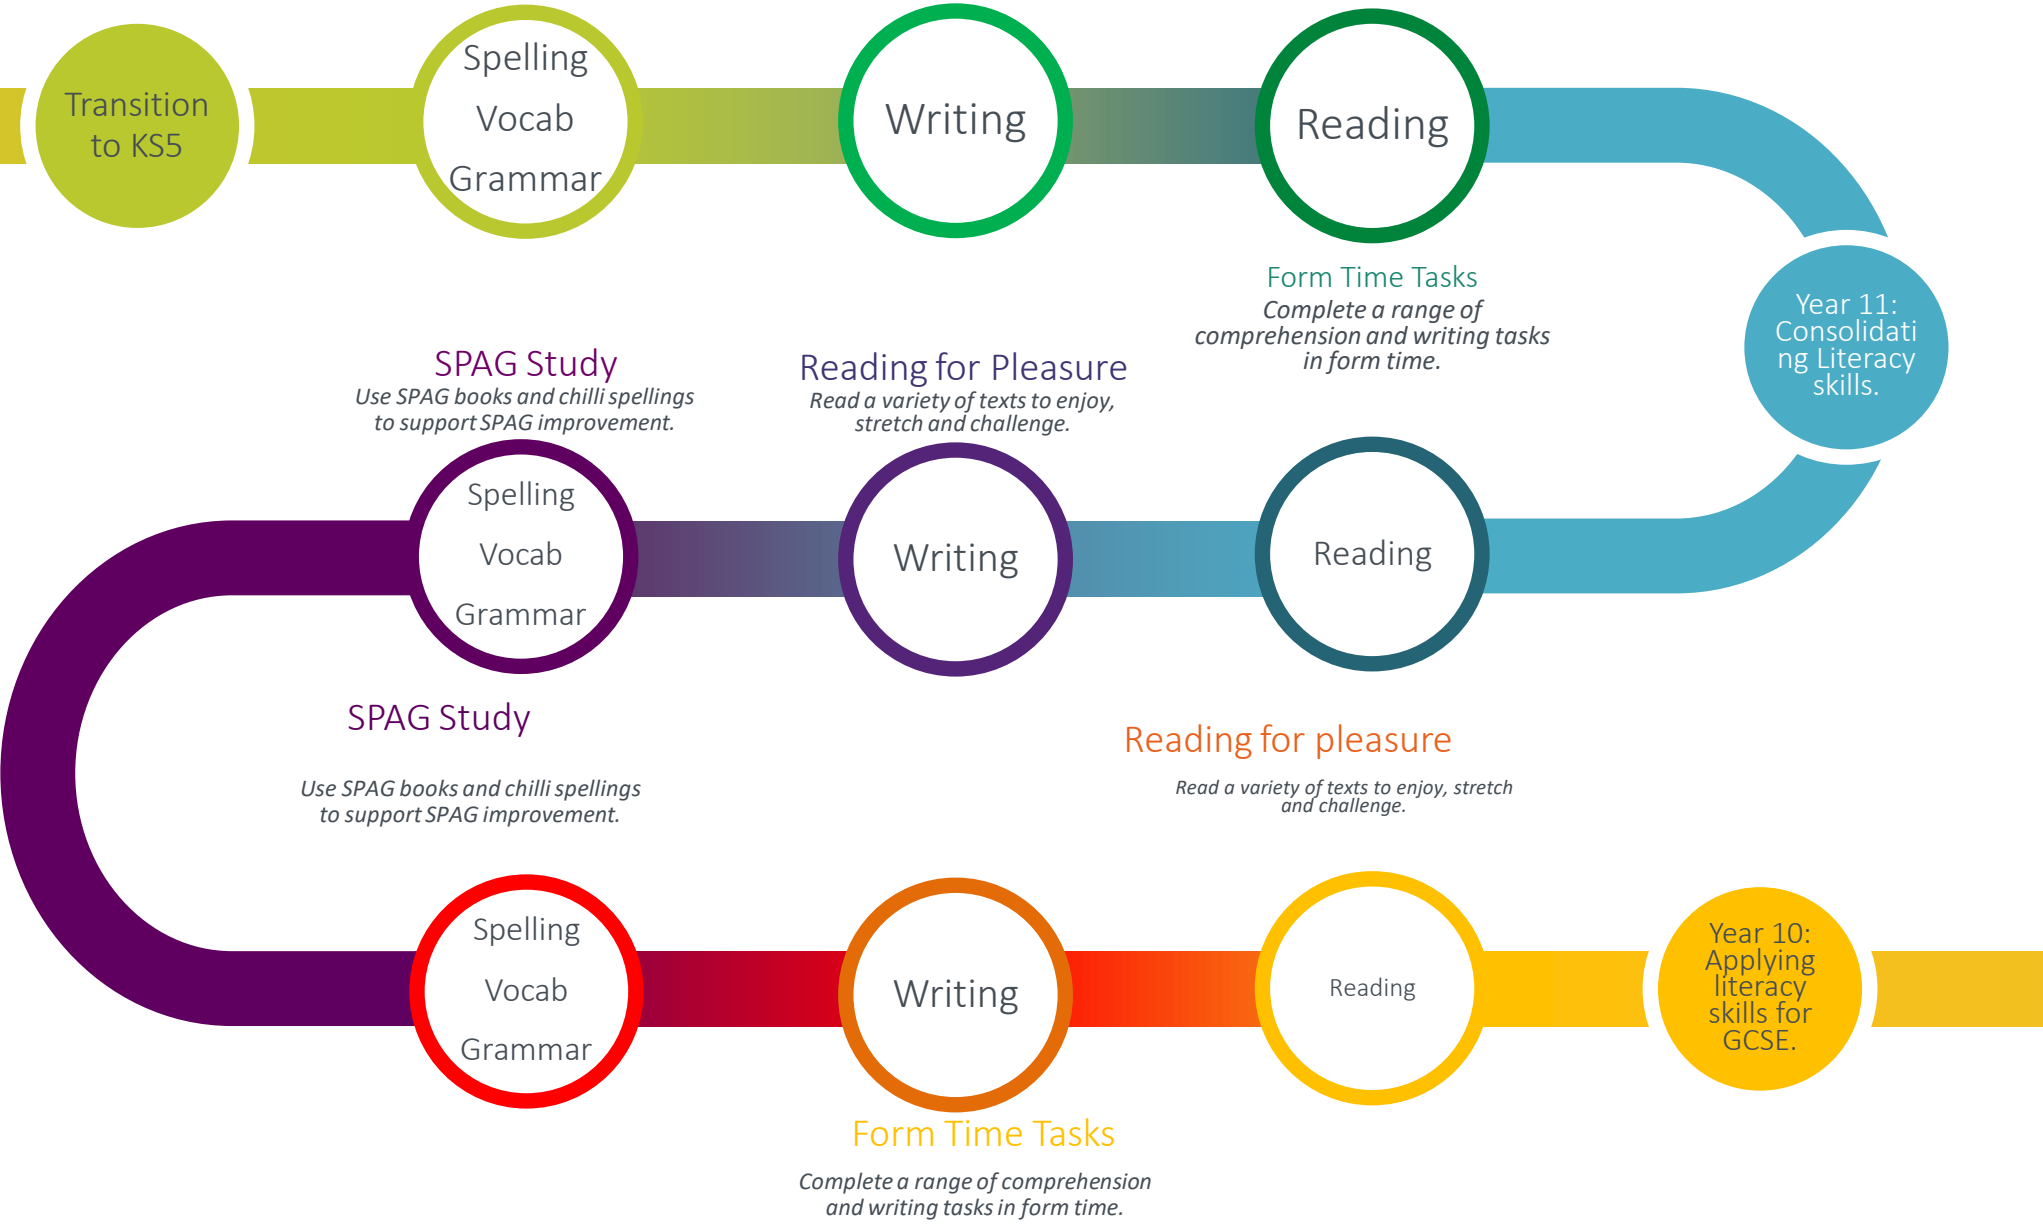 Transition
to KS5
Spelling
Vocab
Grammar
Writing
Reading
Form Time Tasks
Complete a range of
comprehension and writing tasks
in form time.
Year 11:
Consolidati
ng Literacy
skills.
SPAG Study
Use SPAG books and chilli spellings
to support SPAG improvement.
Reading for Pleasure
Read a variety of texts to enjoy,
stretch and challenge.
Spelling
Vocab
Grammar
Writing
Reading
SPAG Study
Use SPAG books and chilli spellings
to support SPAG improvement.
Reading for pleasure
Read a variety of texts to enjoy, stretch
and challenge.
Spelling
Vocab
Grammar
Writing
Reading
Year 10:
Applying
literacy
skills for
GCSE.
Form Time Tasks
Complete a range of comprehension
and writing tasks in form time.